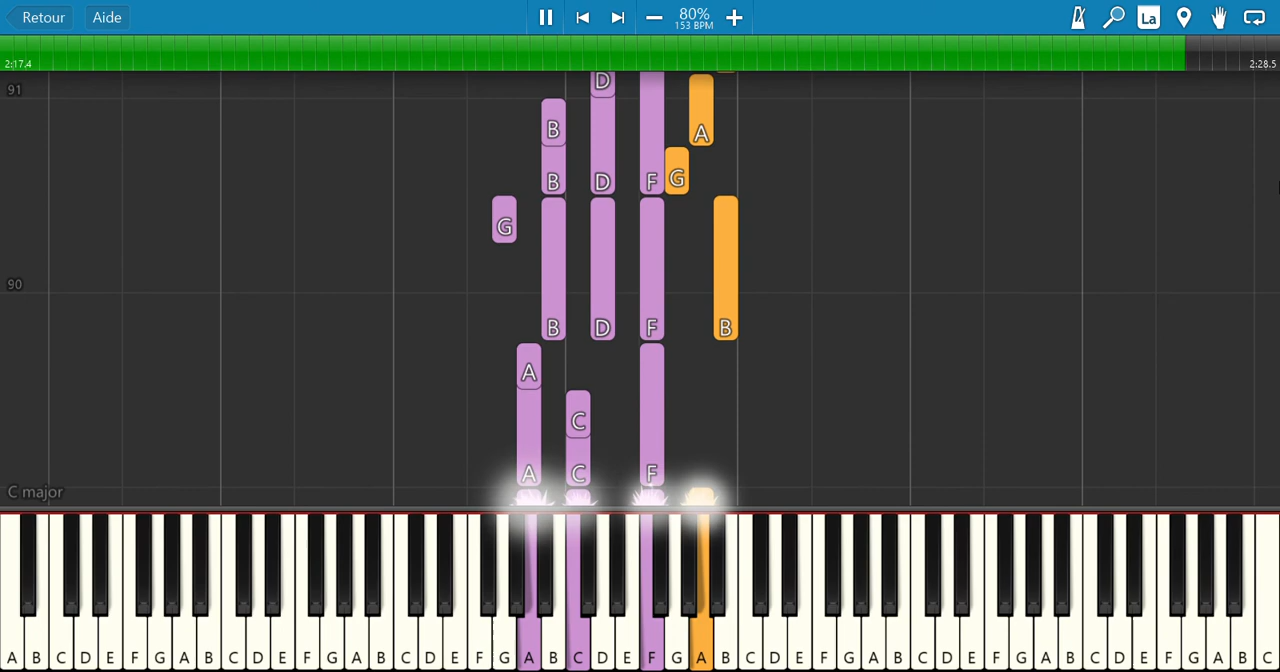 Retour Aide 80% La
153 BPM
2:17.4 2:28.5
91 D
B A
B D F G
G
90
B D F B
A
C
A C F
C major
A B C D E F G A B C D E F G A B C D E F G A B C D E F G A B C D E F G A B C D E F G A B C